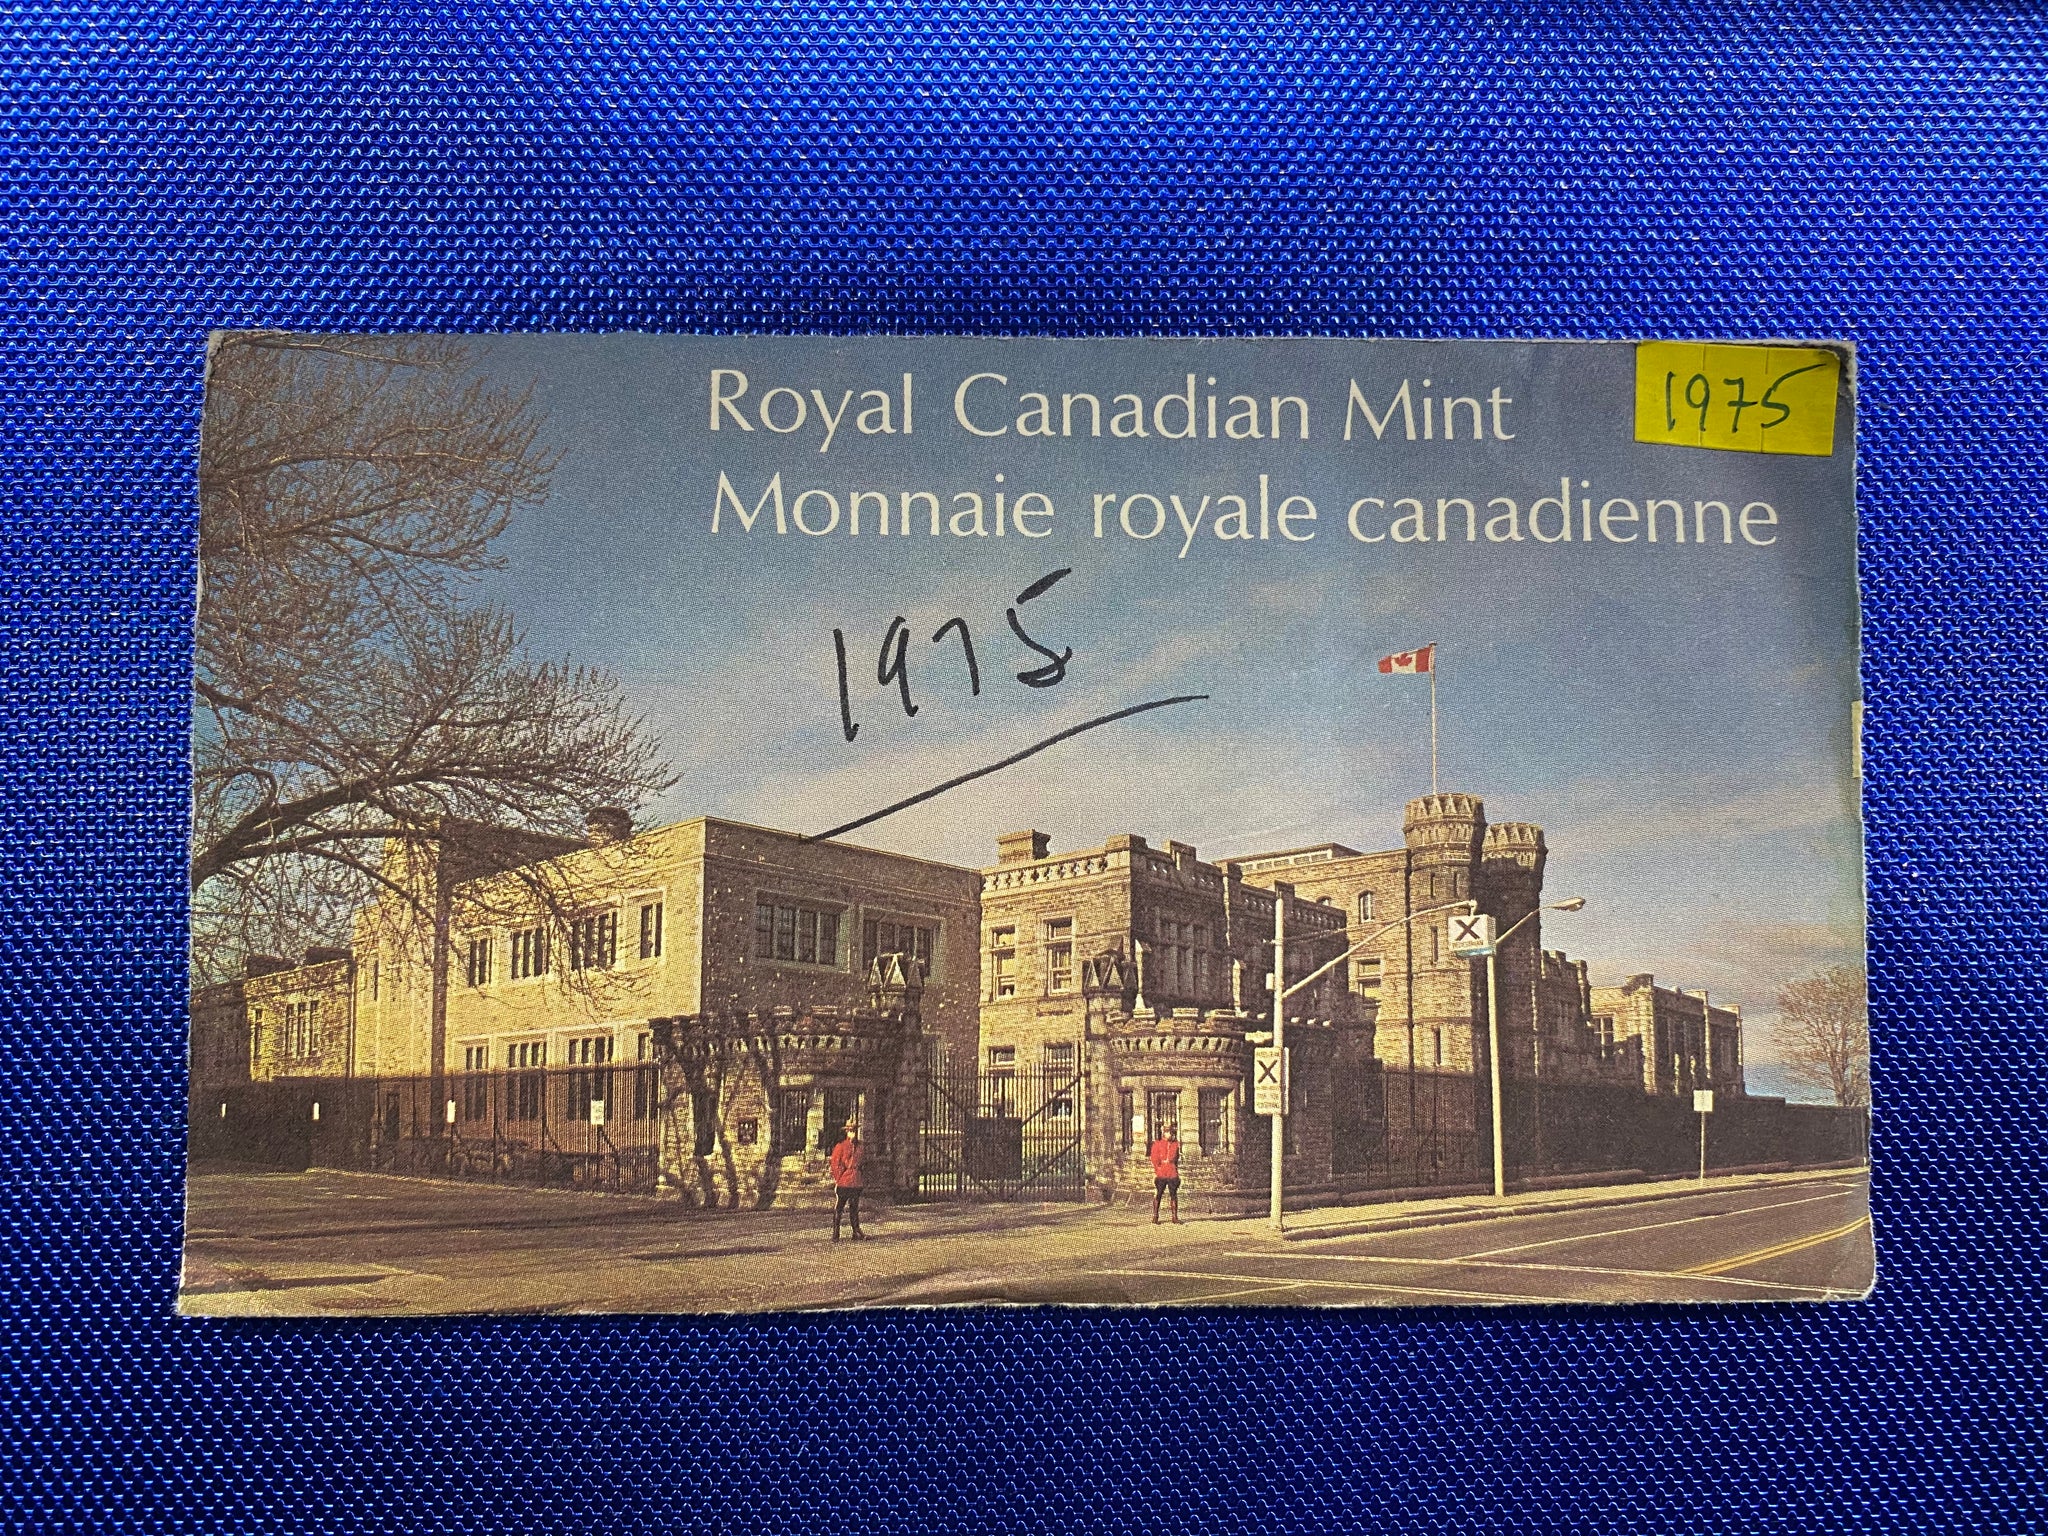 Royal Canadian Mint
1975
Monnaie royale canadienne
1975
X
X